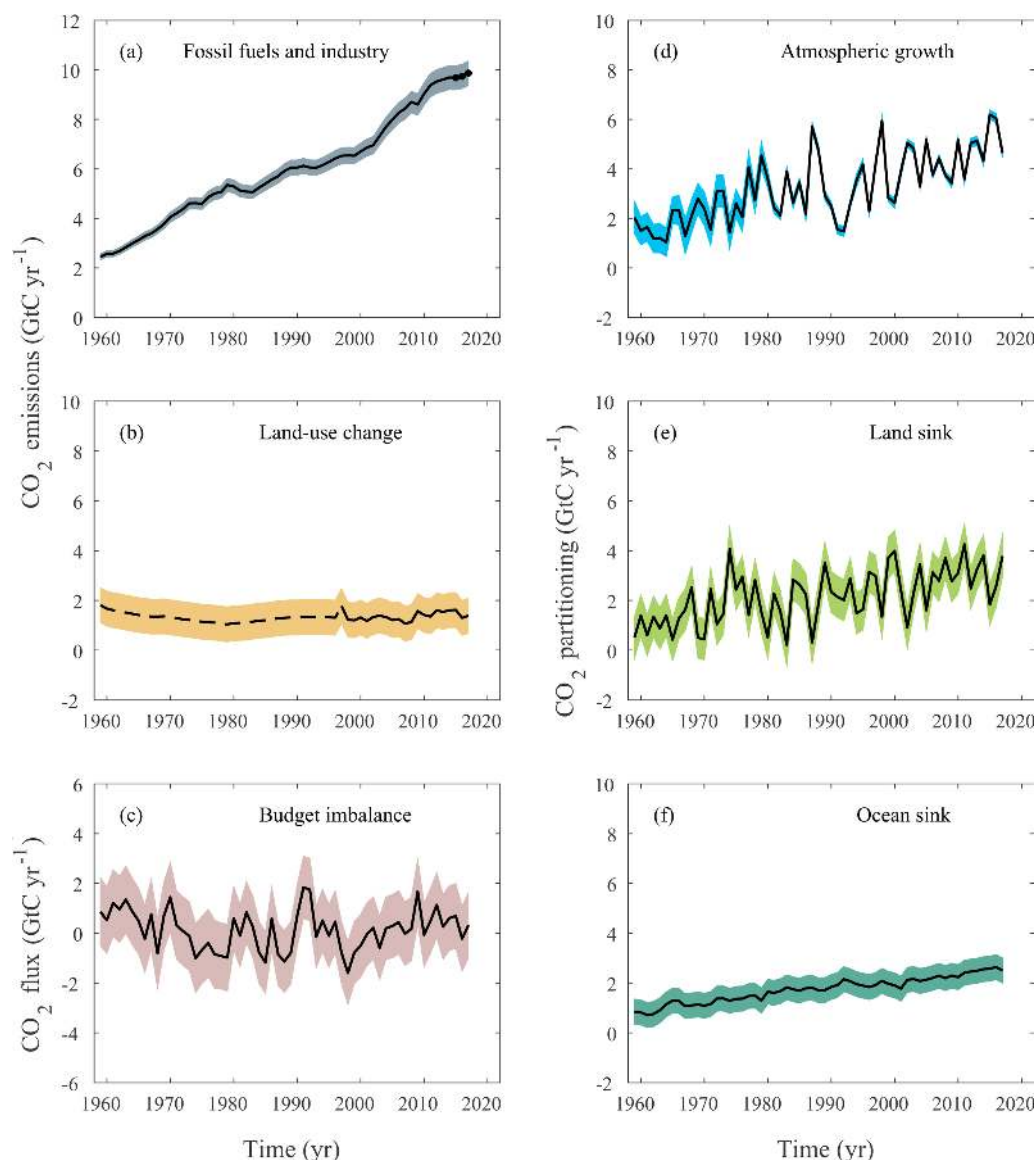 (a) Fossil fuels and industry
12
10
8
6
4
2
0
1960 1970 1980 1990 2000 2010 2020
(b) Land-use change
10
8
6
4
2
0
-2
1960 1970 1980 1990 2000 2010 2020
CO2 emissions (GtC yr-1)
(c) Budget imbalance
6
4
2
0
-2
-4
-6
1960 1970 1980 1990 2000 2010 2020
CO2 flux (GtC yr-1)
Time (yr)
(d) Atmospheric growth
10
8
6
4
2
0
-2
1960 1970 1980 1990 2000 2010 2020
(e) Land sink
10
8
6
4
2
0
-2
1960 1970 1980 1990 2000 2010 2020
CO2 partitioning (GtC yr-1)
(f) Ocean sink
10
8
6
4
2
0
-2
1960 1970 1980 1990 2000 2010 2020
Time (yr)